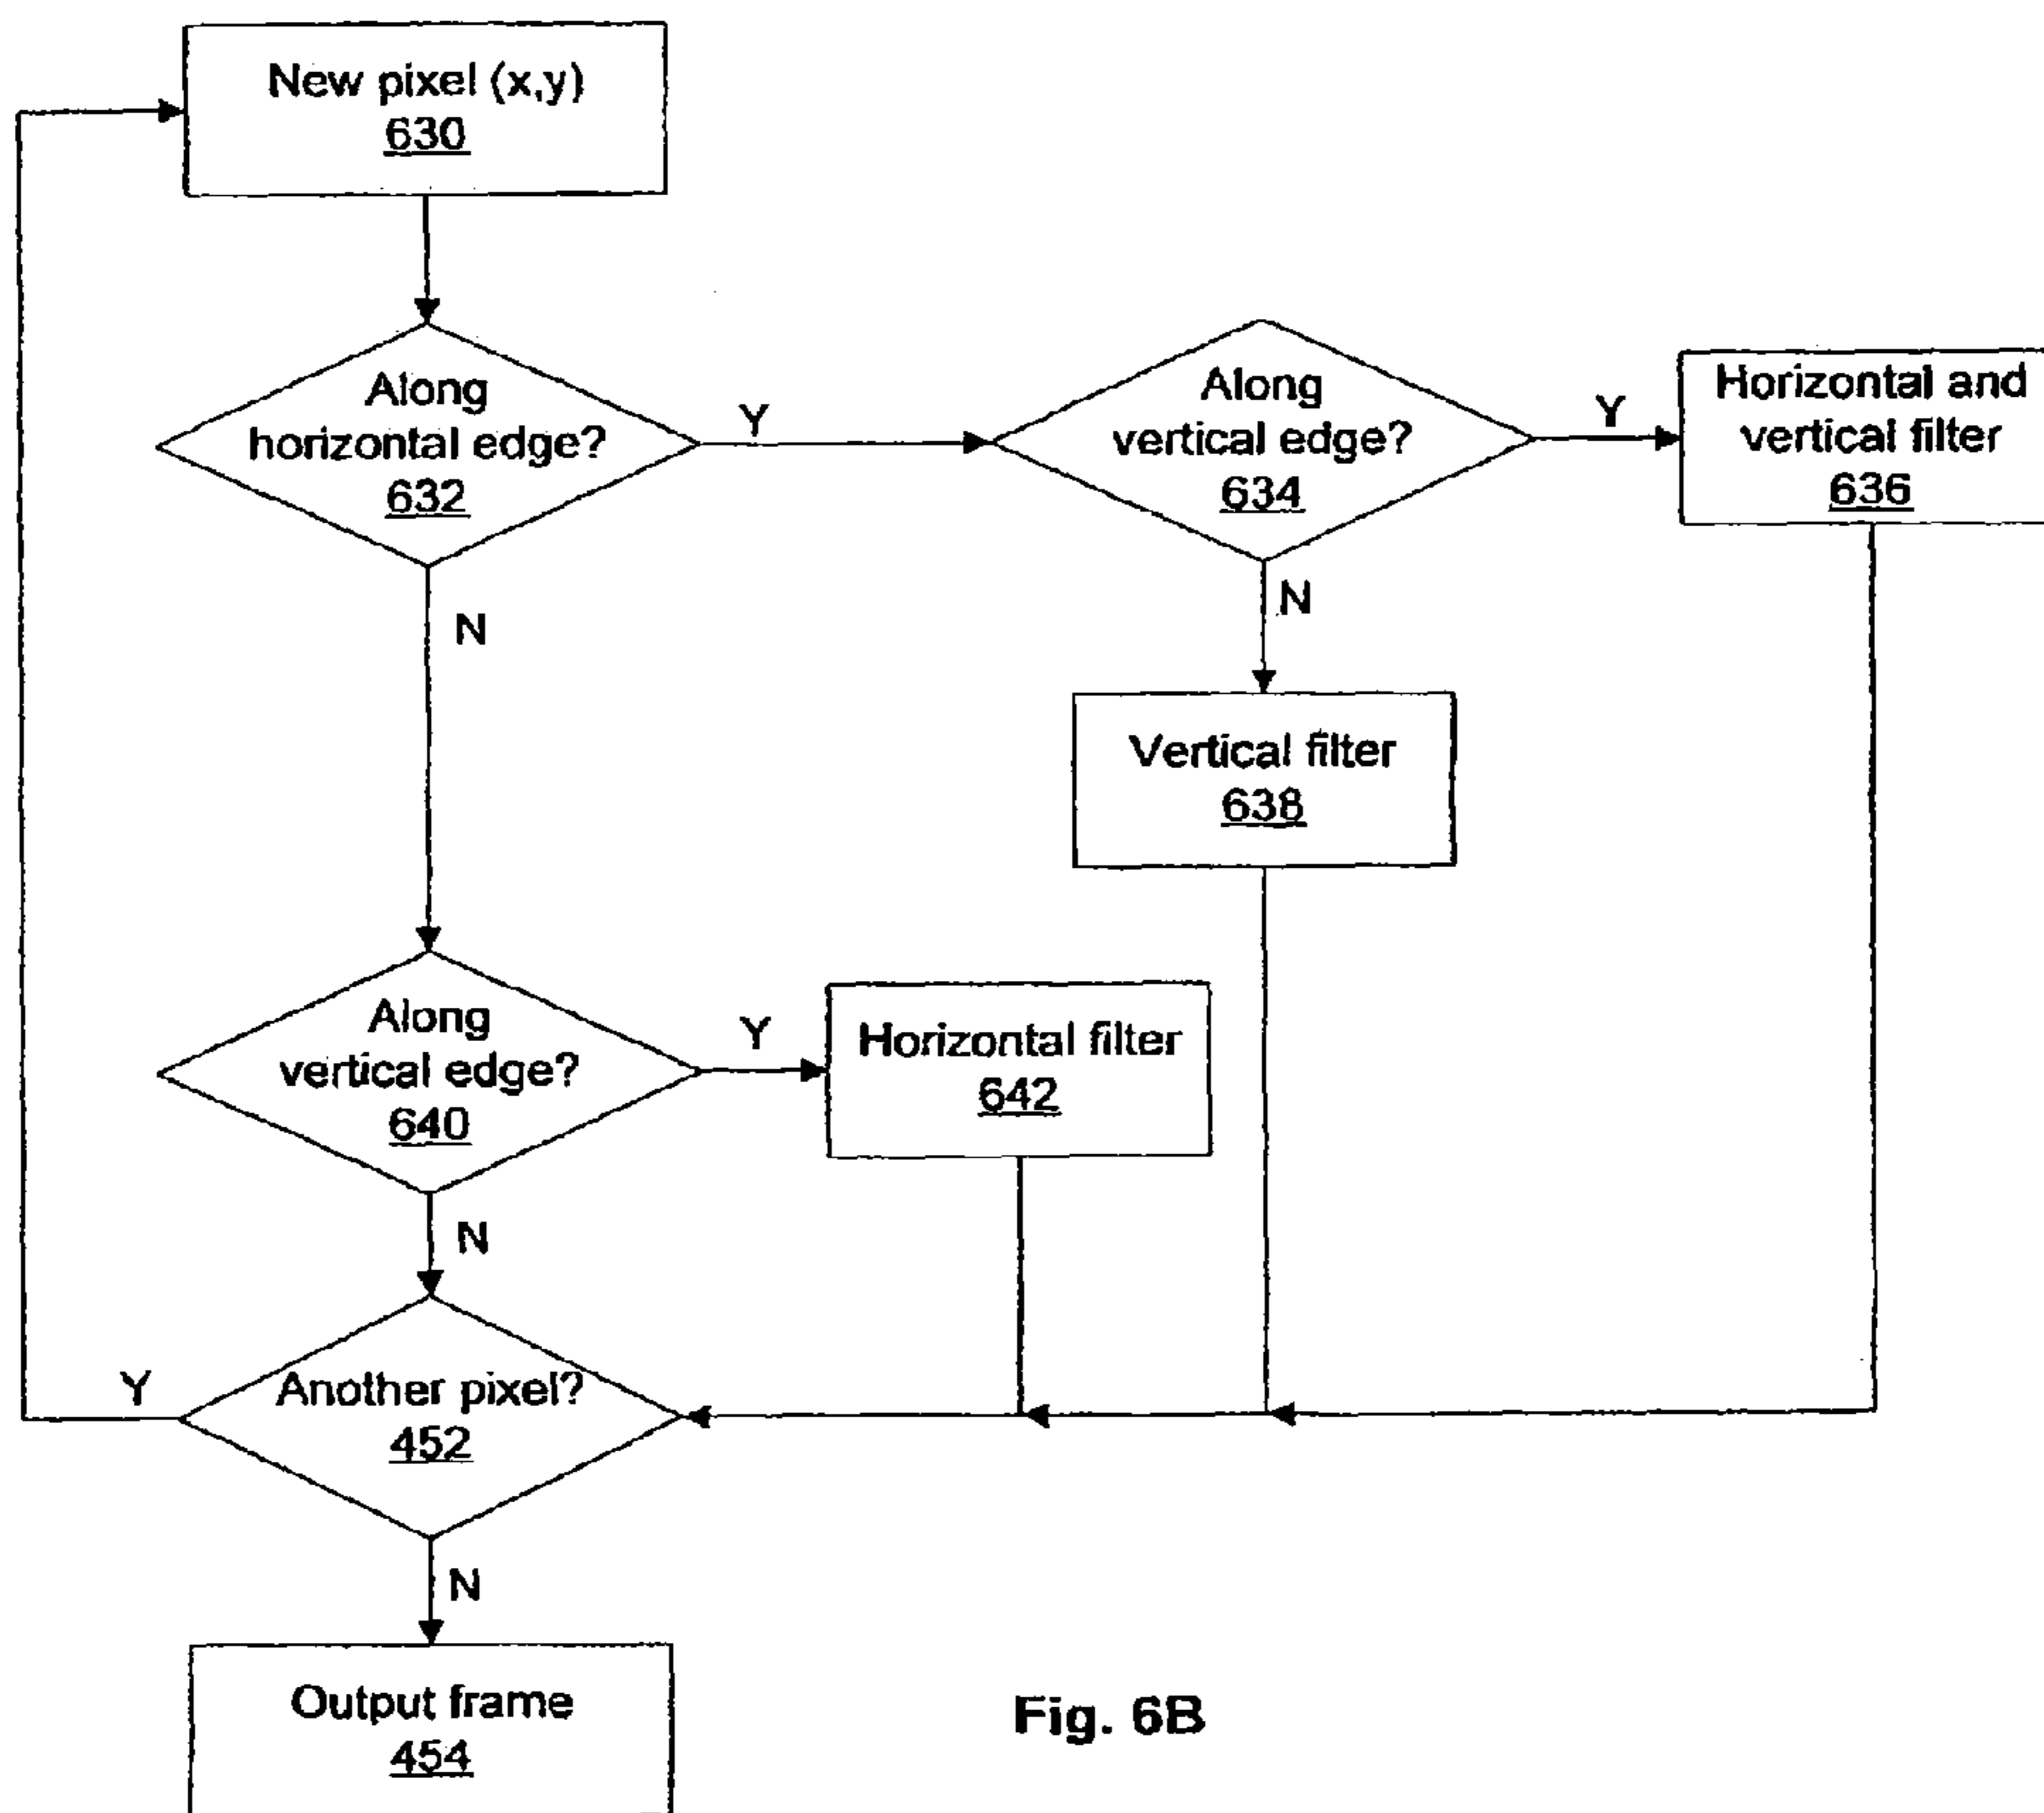 New pixel (x,y)
630
Along
horizontal edge?
632
Y
Along
vertical edge?
634
Y
Horizontal and
vertical filter
636
N
N
Vertical filter
638
Along
vertical edge?
640
Y
Horizontal filter
642
N
Y
Another pixel?
452
N
Output frame
454
Fig. 6B